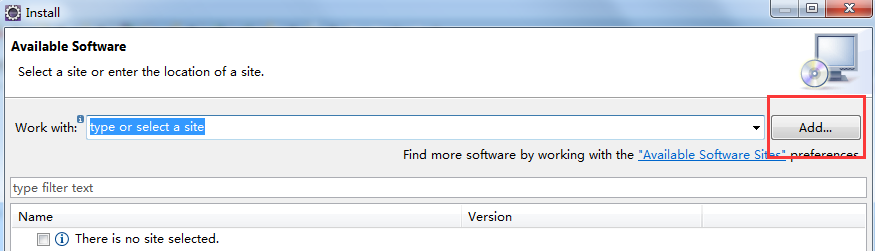 Install
Available Software
Select a site or enter the location of a site.
Work with: type or select a site Add...
Find more software by working with the "Available Software Sites" preferences.
type filter text
Name Version
There is no site selected.